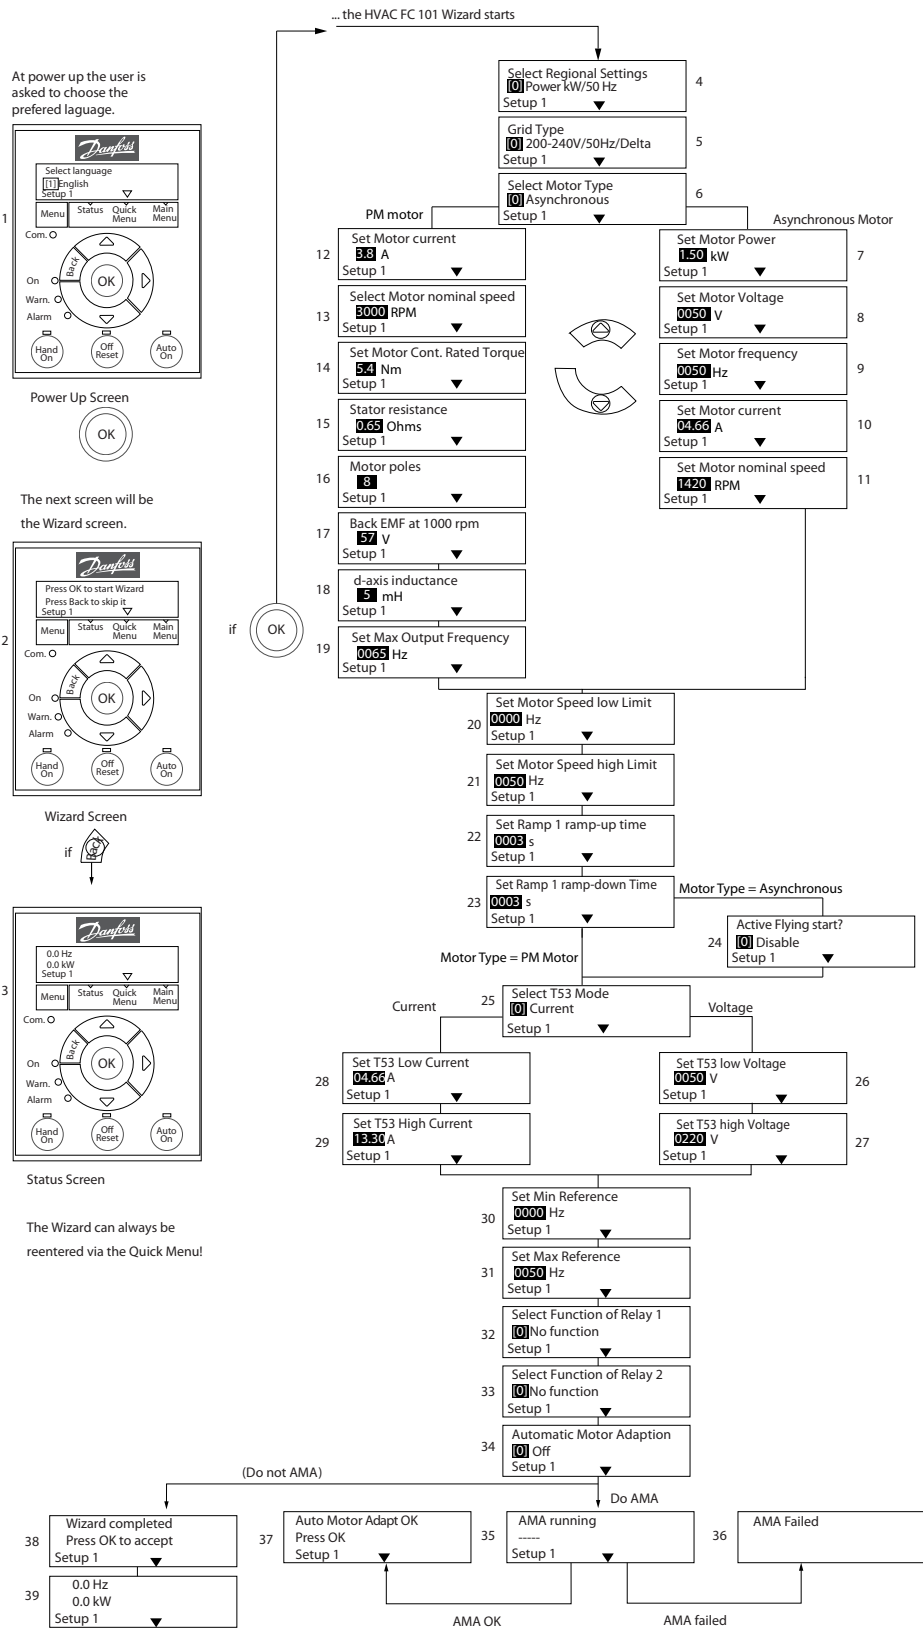 ... the HVAC FC 101 Wizard starts
At power up the user is
asked to choose the
prefered laguage.
1
Danfoss
Select language
[1] English
Setup 1
Menu
Status
Quick Menu
Main Menu
Com.
Back
OK
On
Warn.
Alarm
Hand On
Off Reset
Auto On
Power Up Screen
OK
The next screen will be
the Wizard screen.
2
Danfoss
Press OK to start Wizard
Press Back to skip it
Setup 1
Menu
Status
Quick Menu
Main Menu
Com.
Back
OK
On
Warn.
Alarm
Hand On
Off Reset
Auto On
Wizard Screen
if
Back
3
Danfoss
0.0 Hz
0.0 kW
Setup 1
Menu
Status
Quick Menu
Main Menu
Com.
Back
OK
On
Warn.
Alarm
Hand On
Off Reset
Auto On
Status Screen
The Wizard can always be
reentered via the Quick Menu!
if
OK
Select Regional Settings
[0] Power kW/50 Hz
Setup 1
4
Grid Type
[0] 200-240V/50Hz/Delta
Setup 1
5
Select Motor Type
[0] Asynchronous
Setup 1
6
PM motor
Asynchronous Motor
12
Set Motor current
3.8 A
Setup 1
13
Select Motor nominal speed
3000 RPM
Setup 1
14
Set Motor Cont. Rated Torque
5.4 Nm
Setup 1
15
Stator resistance
0.65 Ohms
Setup 1
16
Motor poles
8
Setup 1
17
Back EMF at 1000 rpm
57 V
Setup 1
18
d-axis inductance
5 mH
Setup 1
19
Set Max Output Frequency
0065 Hz
Setup 1
Set Motor Power
1.50 kW
Setup 1
7
Set Motor Voltage
0050 V
Setup 1
8
Set Motor frequency
0050 Hz
Setup 1
9
Set Motor current
04.66 A
Setup 1
10
Set Motor nominal speed
1420 RPM
Setup 1
11
20
Set Motor Speed low Limit
0000 Hz
Setup 1
21
Set Motor Speed high Limit
0050 Hz
Setup 1
22
Set Ramp 1 ramp-up time
0003 s
Setup 1
23
Set Ramp 1 ramp-down Time
0003 s
Setup 1
Motor Type = Asynchronous
24
Active Flying start?
[0] Disable
Setup 1
Motor Type = PM Motor
Current
25
Select T53 Mode
[0] Current
Setup 1
Voltage
28
Set T53 Low Current
04.66 A
Setup 1
29
Set T53 High Current
13.30 A
Setup 1
Set T53 low Voltage
0050 V
Setup 1
26
Set T53 high Voltage
0220 V
Setup 1
27
30
Set Min Reference
0000 Hz
Setup 1
31
Set Max Reference
0050 Hz
Setup 1
32
Select Function of Relay 1
[0] No function
Setup 1
33
Select Function of Relay 2
[0] No function
Setup 1
34
Automatic Motor Adaption
[0] Off
Setup 1
(Do not AMA)
Do AMA
38
Wizard completed
Press OK to accept
Setup 1
39
0.0 Hz
0.0 kW
Setup 1
37
Auto Motor Adapt OK
Press OK
Setup 1
35
AMA running
-----
Setup 1
36
AMA Failed
AMA OK
AMA failed